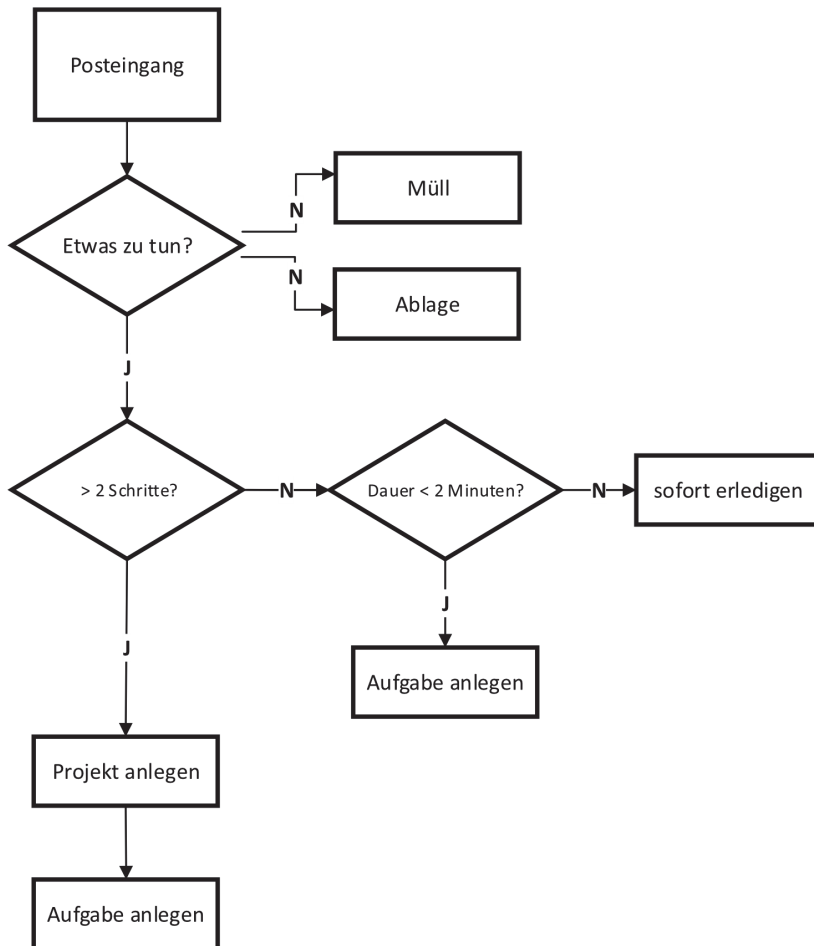 Posteingang
Müll
N
Etwas zu tun?
N
Ablage
J
> 2 Schritte?
N
Dauer < 2 Minuten?
N
sofort erledigen
J
J
Aufgabe anlegen
Projekt anlegen
Aufgabe anlegen